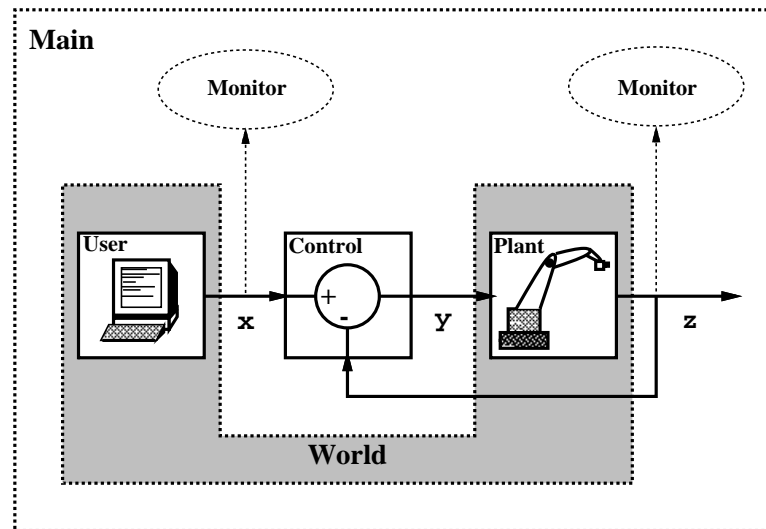 Main
Monitor
Monitor
User
Control
Plant
+
-
x
y
z
World